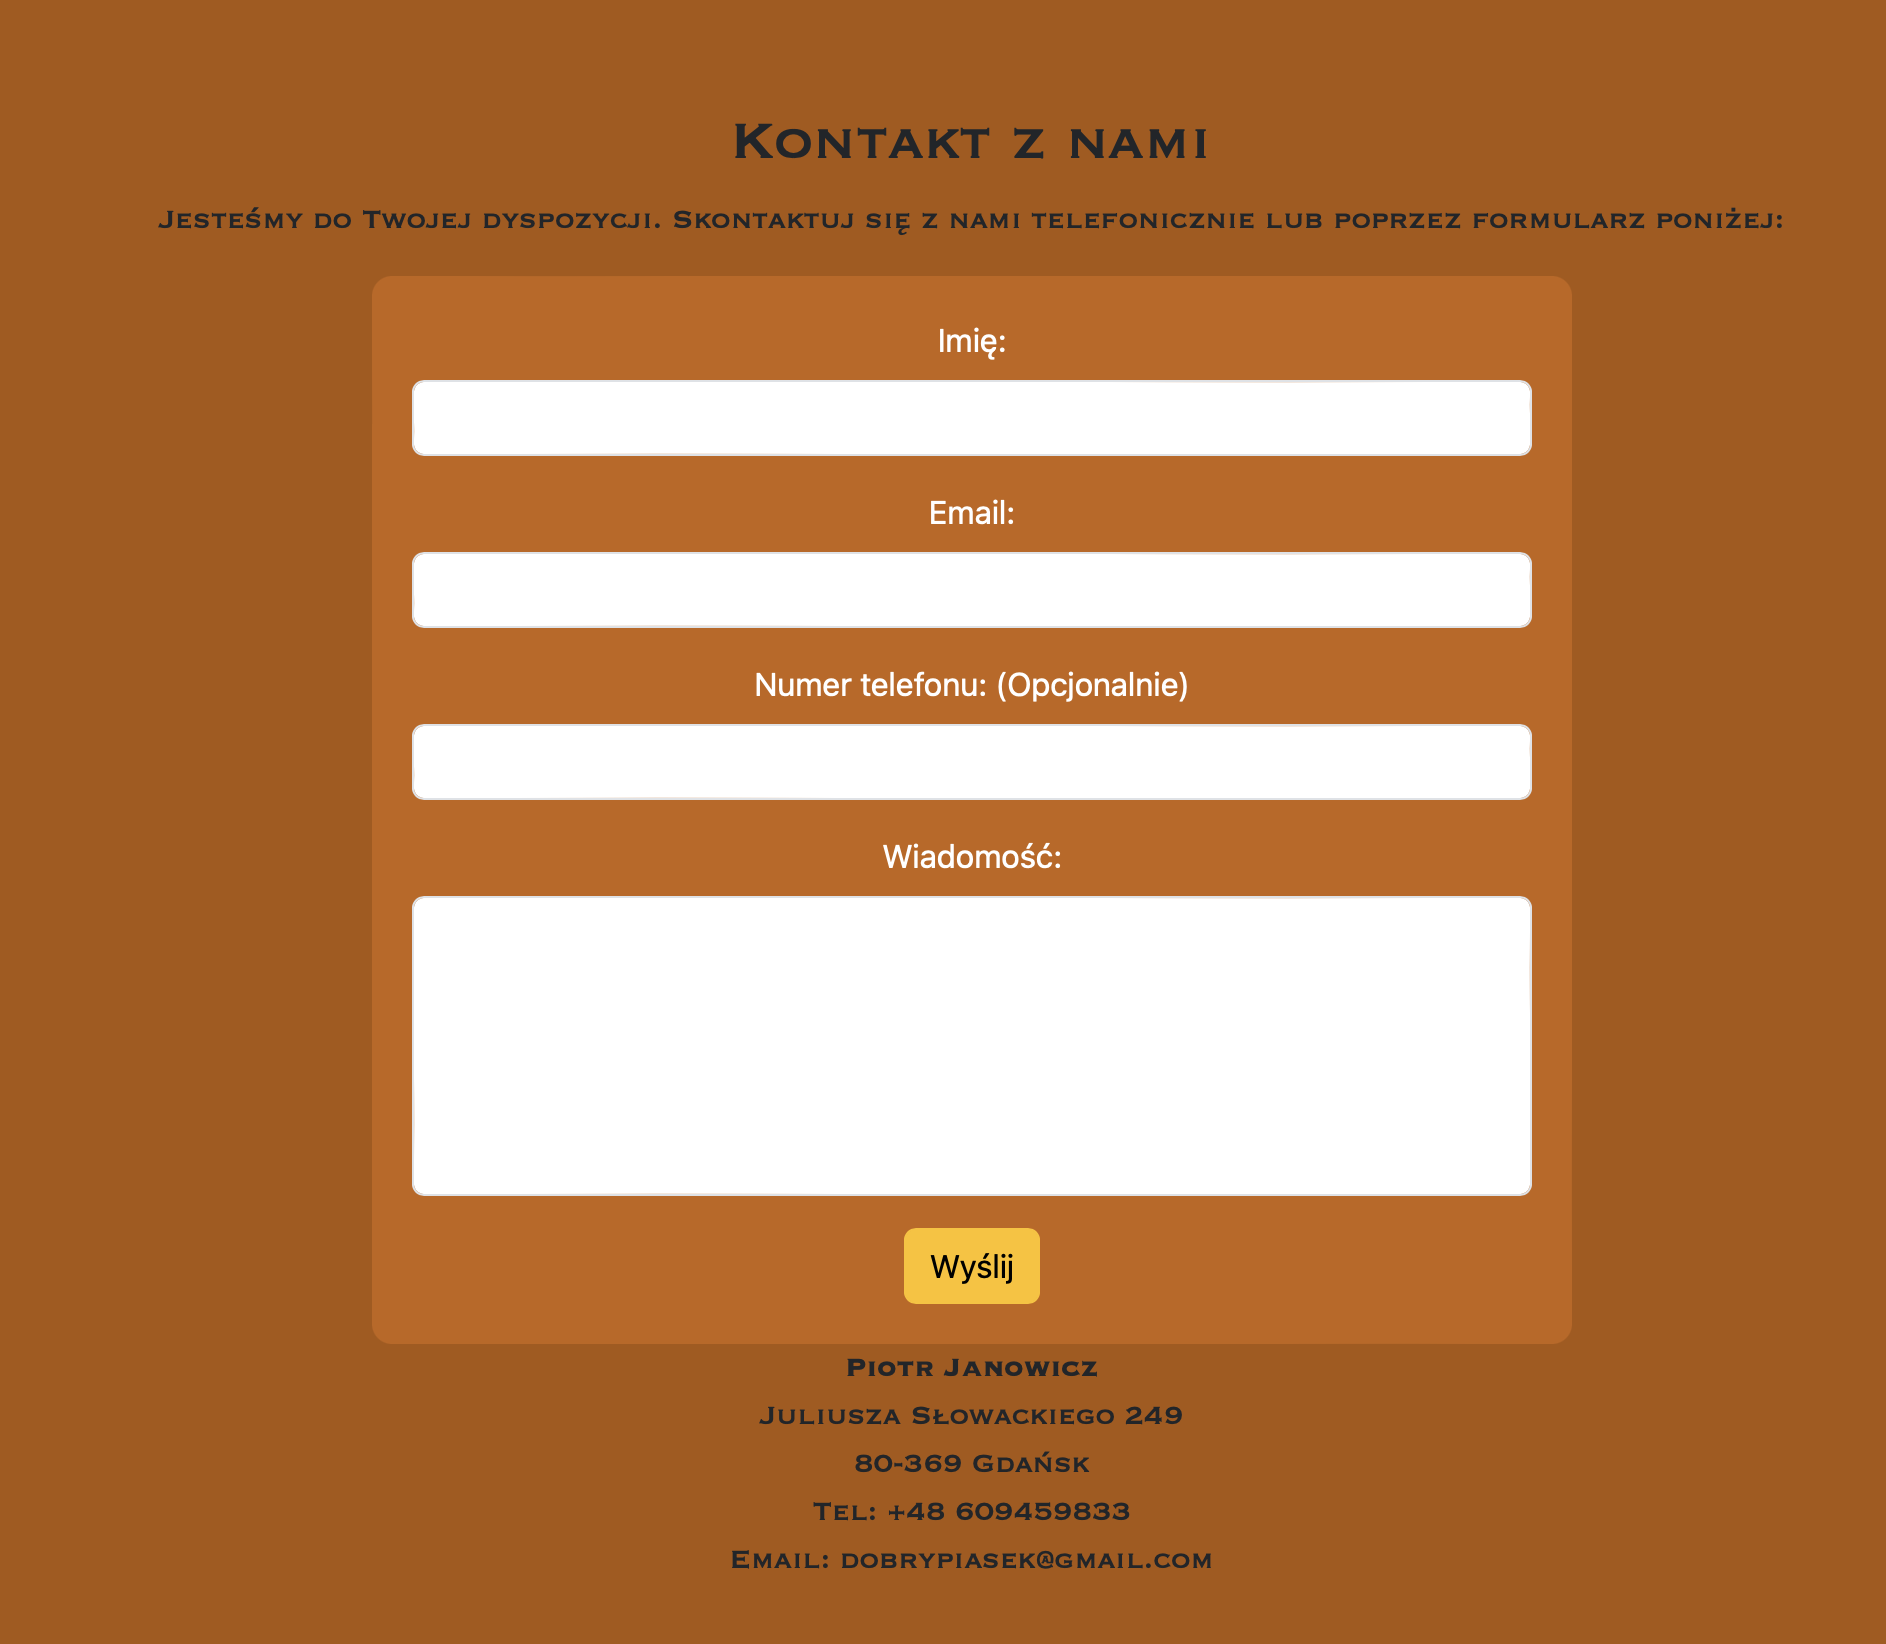 Kontakt z nami
Jesteśmy do Twojej dyspozycji. Skontaktuj się z nami telefonicznie lub poprzez formularz poniżej:
Imię:
Email:
Numer telefonu: (Opcjonalnie)
Wiadomość:
Wyślij
Piotr Janowicz
Juliusza Słowackiego 249
80-369 Gdańsk
Tel: +48 609459833
Email: dobrypiasek@gmail.com